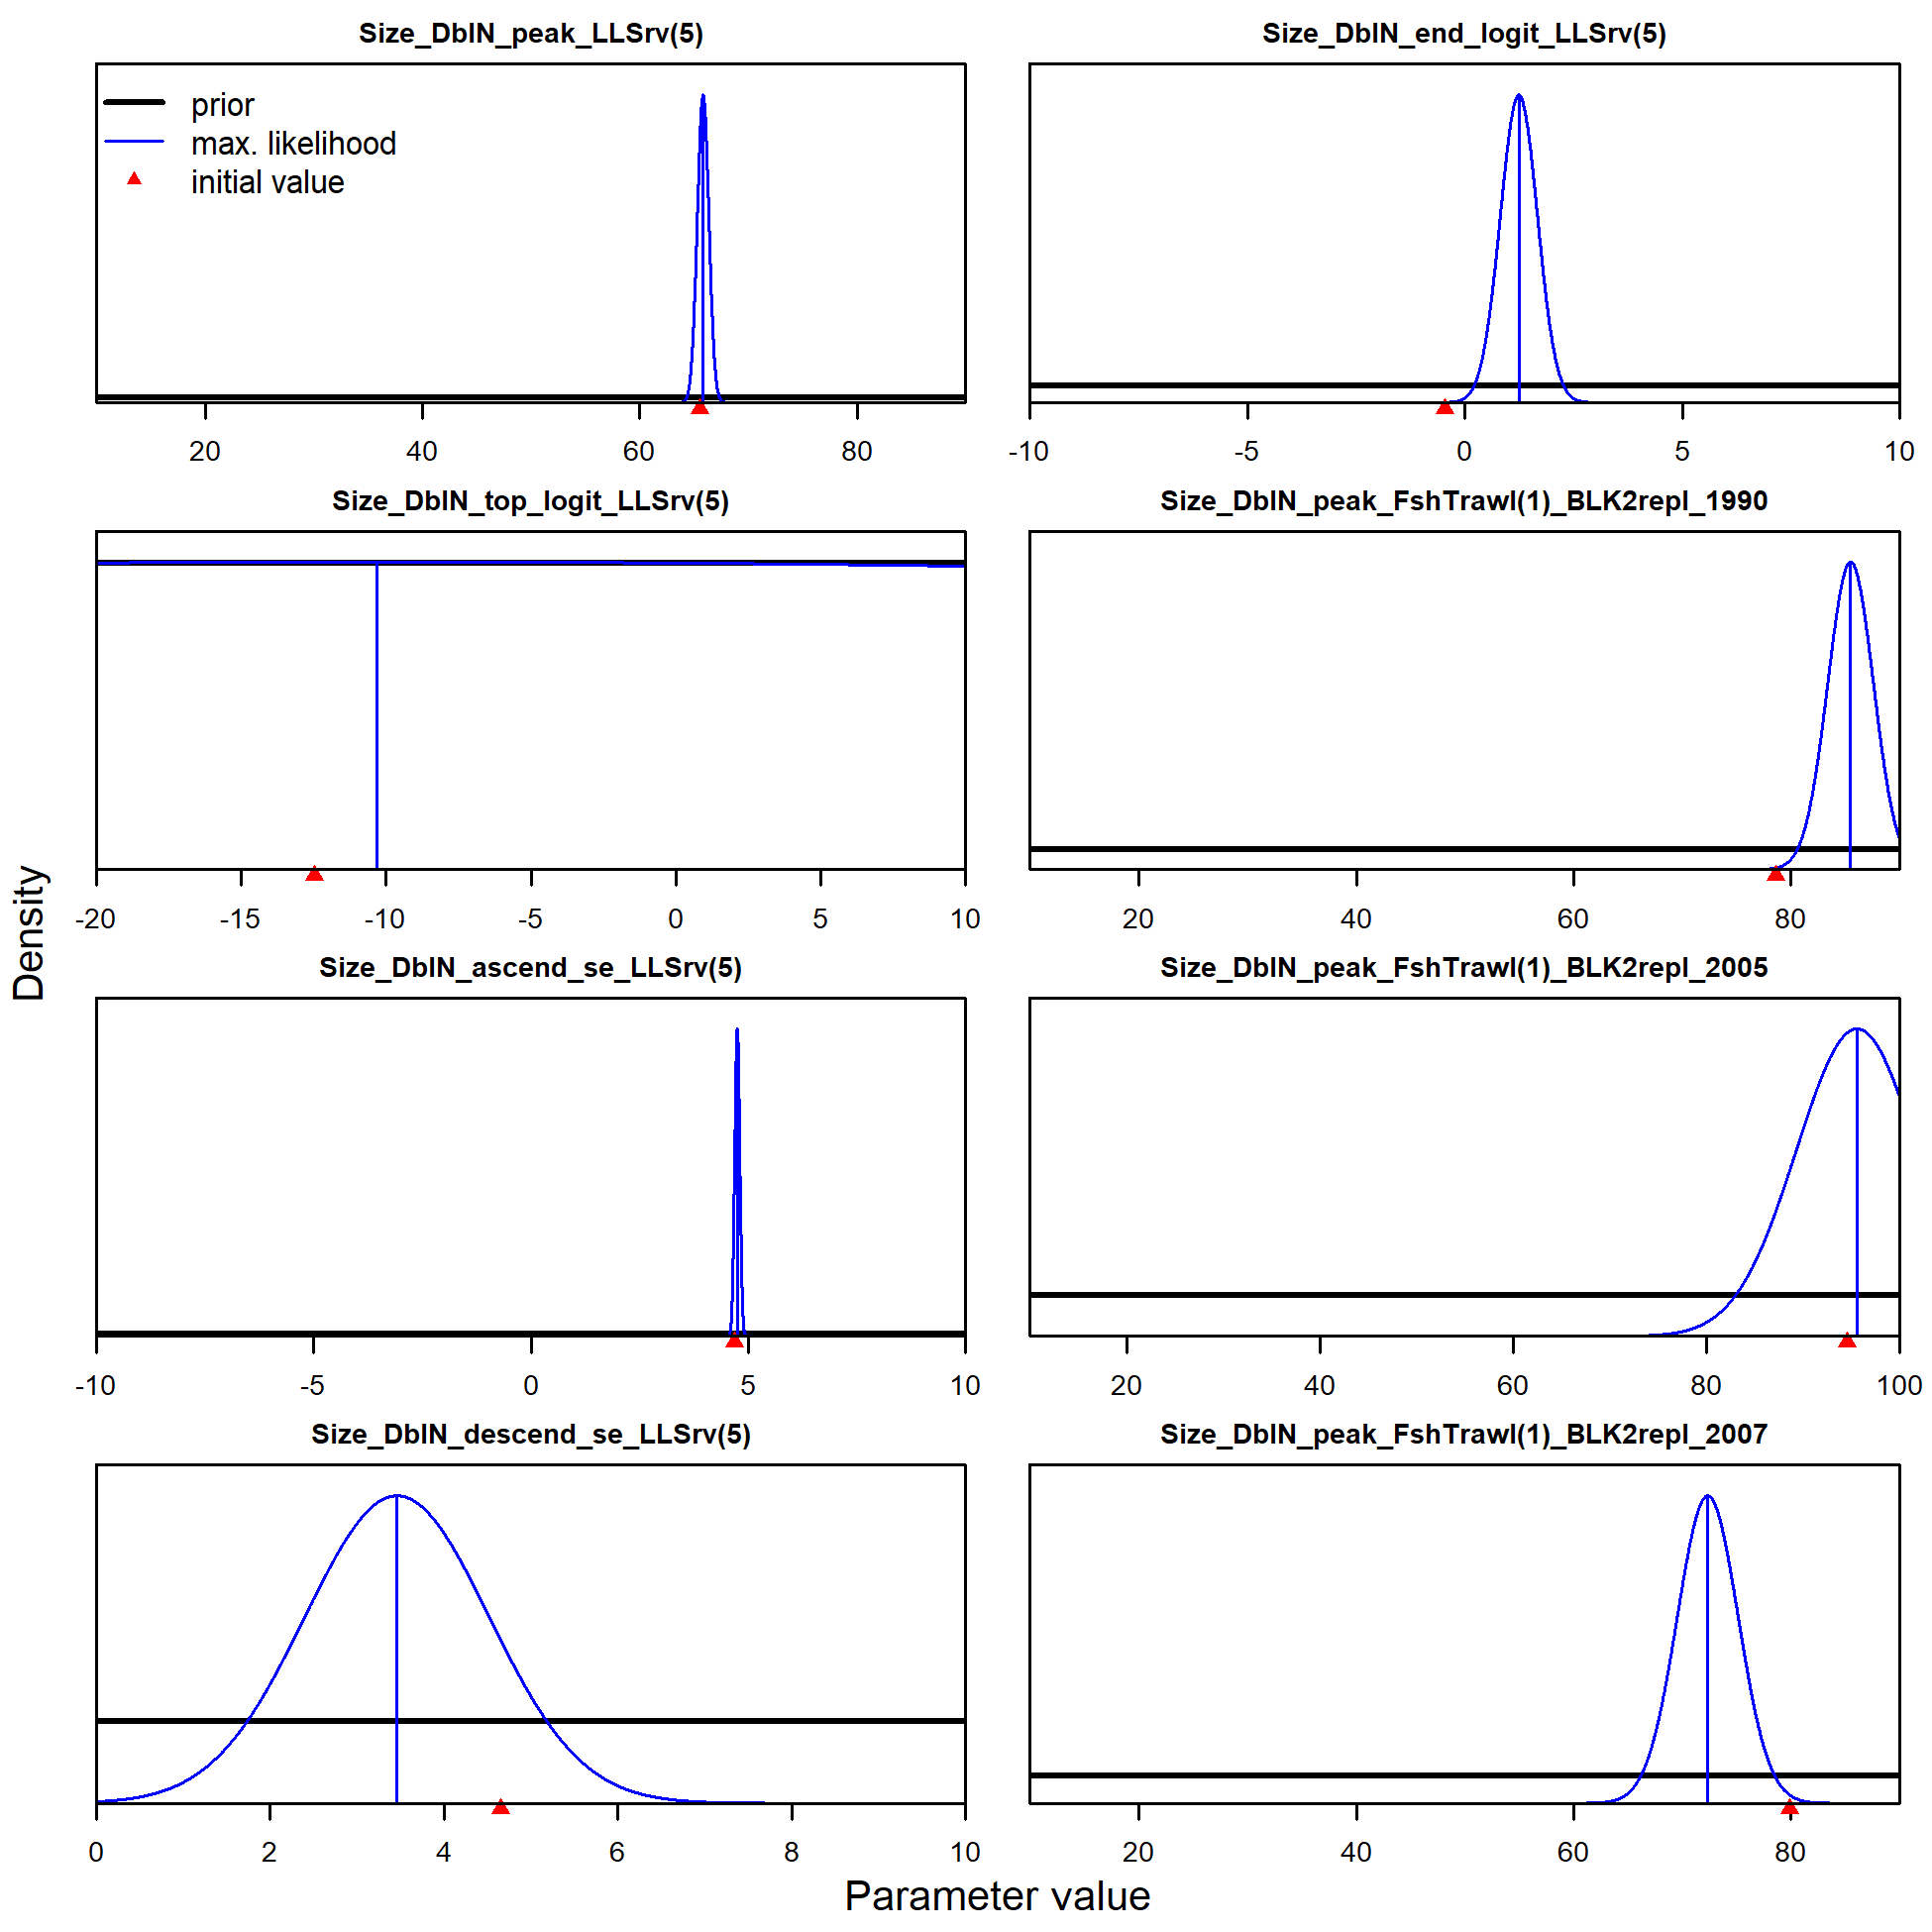 Size_DblN_peak_LLSrv(5)
prior
max. likelihood
initial value
20 40 60 80
Size_DblN_end_logit_LLSrv(5)
-10 -5 0 5 10
Size_DblN_top_logit_LLSrv(5)
-20 -15 -10 -5 0 5 10
Size_DblN_peak_FshTrawl(1)_BLK2repl_1990
20 40 60 80
Size_DblN_ascend_se_LLSrv(5)
-10 -5 0 5 10
Size_DblN_peak_FshTrawl(1)_BLK2repl_2005
20 40 60 80 100
Size_DblN_descend_se_LLSrv(5)
0 2 4 6 8 10
Size_DblN_peak_FshTrawl(1)_BLK2repl_2007
20 40 60 80
Density
Parameter value